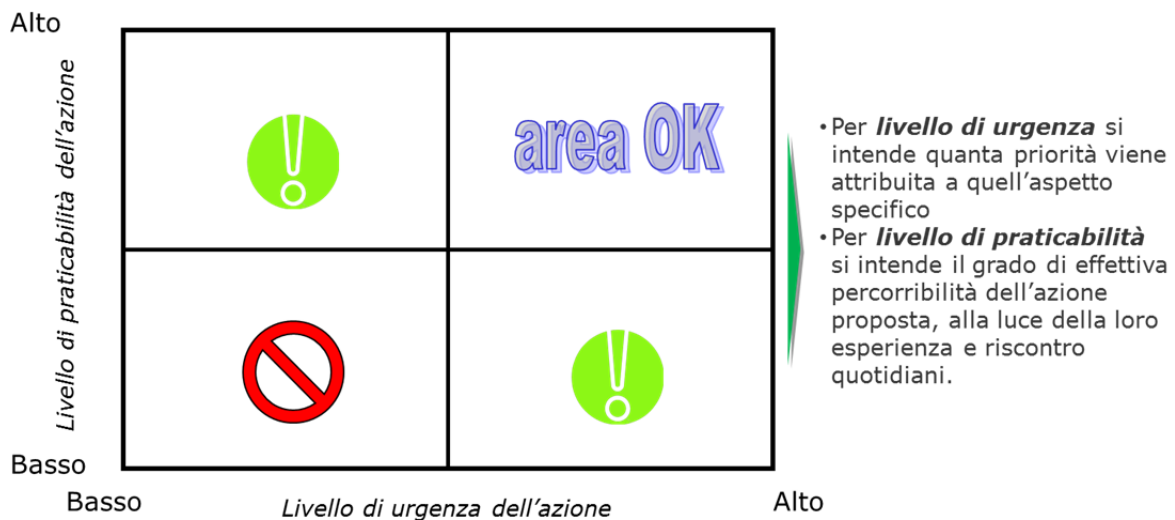 Alto
Livello di praticabilità dell’azione
area OK
Basso
Basso
Livello di urgenza dell’azione
Alto
•Per livello di urgenza si
intende quanta priorità viene
attribuita a quell’aspetto
specifico
•Per livello di praticabilità
si intende il grado di effettiva
percorribilità dell’azione
proposta, alla luce della loro
esperienza e riscontro
quotidiani.